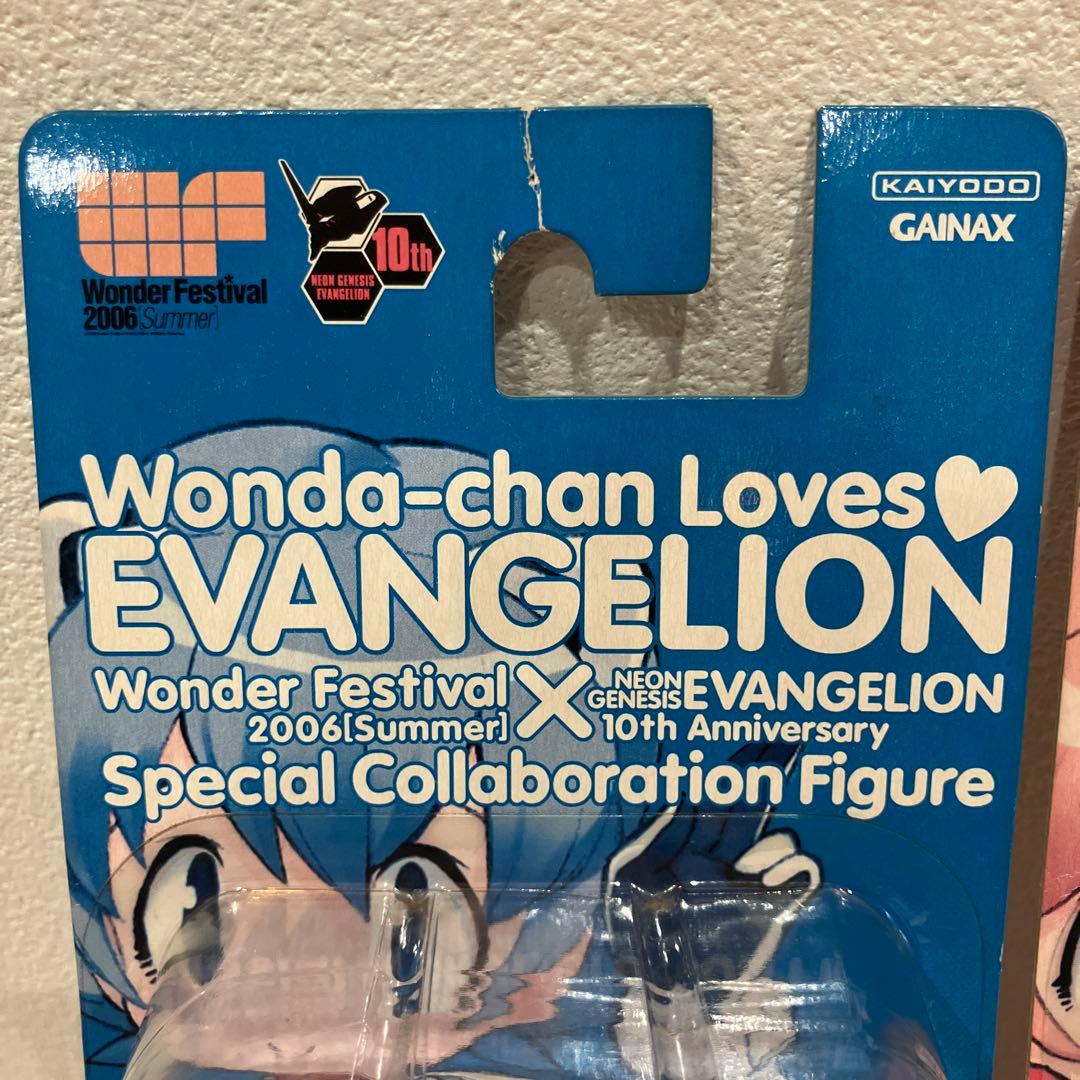 WF
Wonder Festival
2006[Summer]
10th
NEON GENESIS
EVANGELION
KAIYODO
GAINAX
Wonda-chan Loves♥
EVANGELION
Wonder Festival
2006[Summer]
X
NEON
GENESIS EVANGELION
10th Anniversary
Special Collaboration Figure